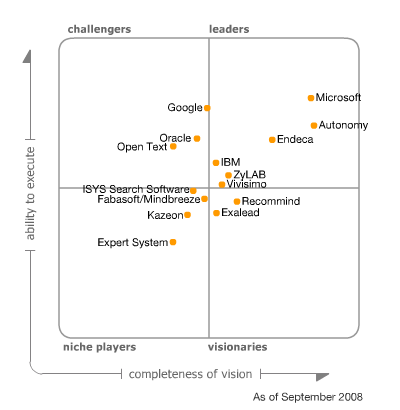 challengers
leaders
Microsoft
Google
Autonomy
Oracle
Endeca
Open Text
IBM
ZyLAB
Vivisimo
ISYS Search Software
Fabasoft/Mindbreeze
Recommind
Kazeon
Exalead
Expert System
ability to execute
niche players
visionaries
completeness of vision
As of September 2008